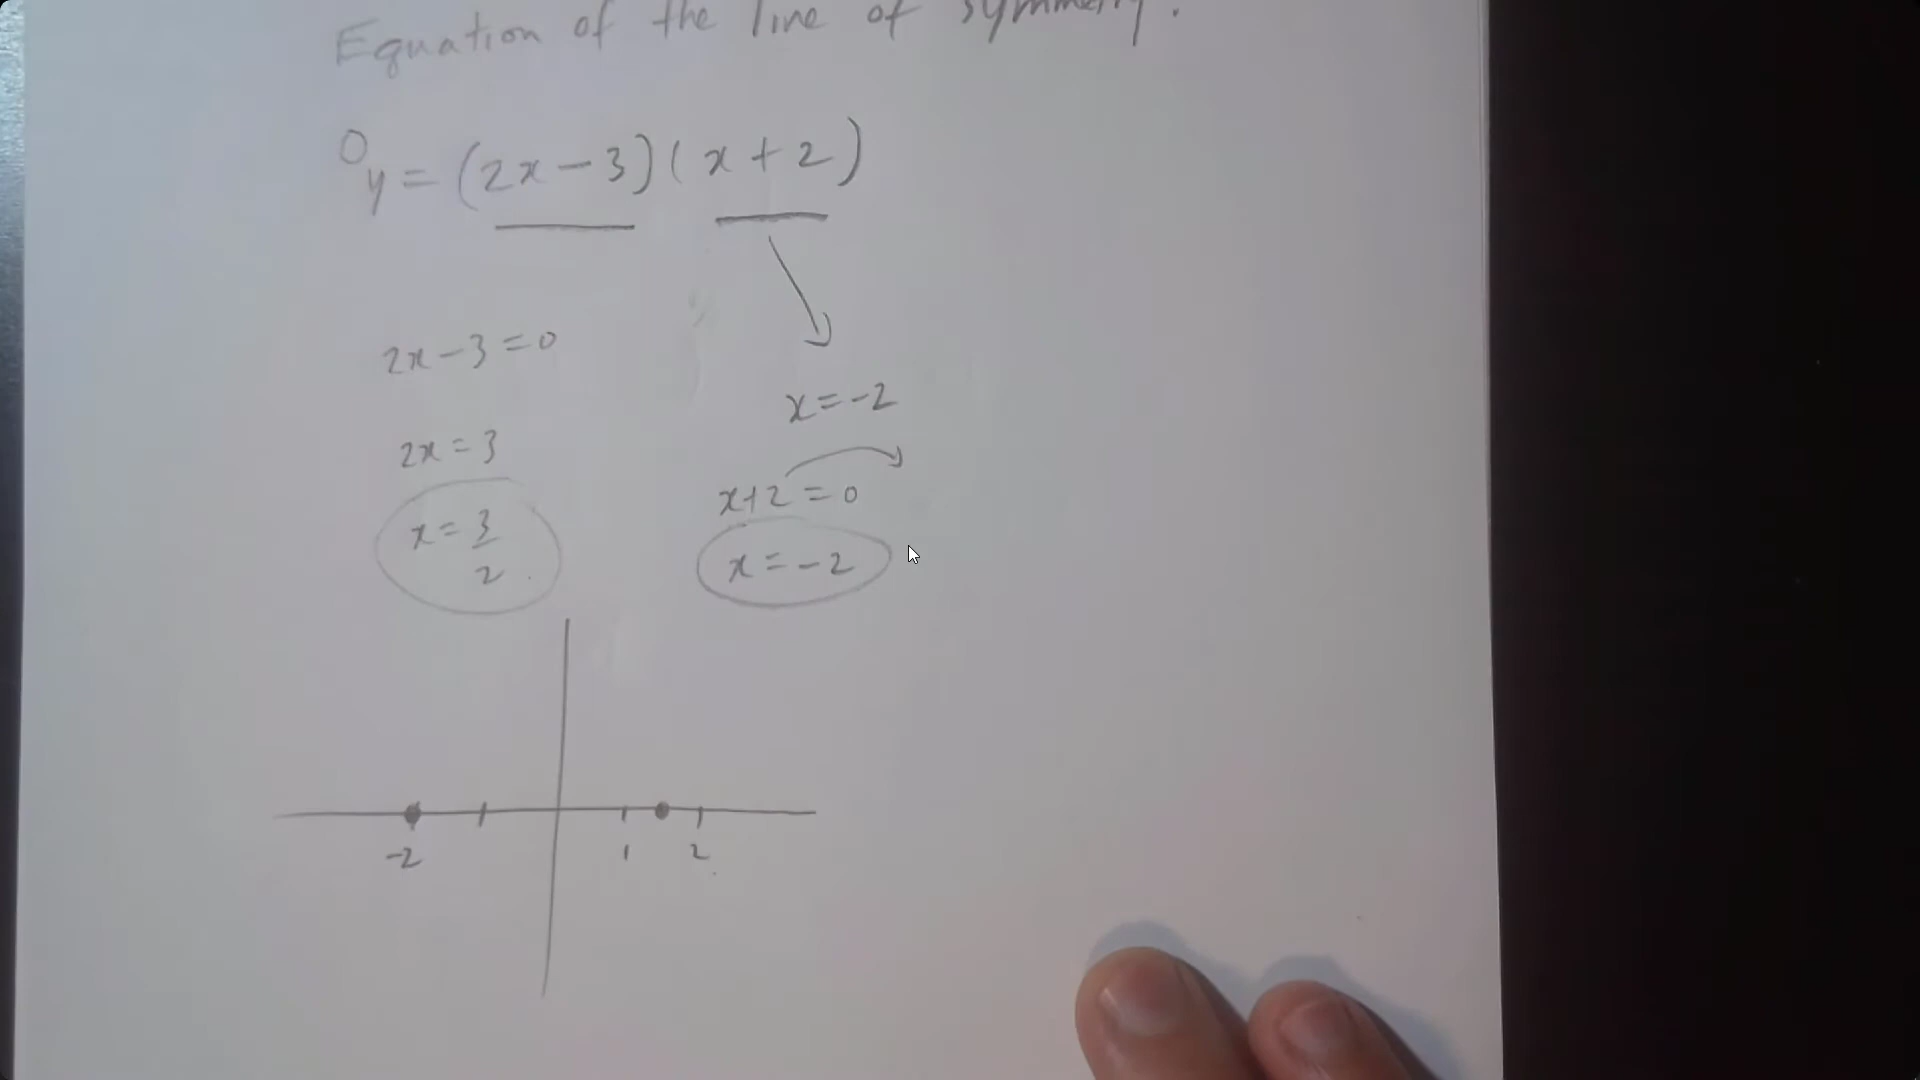 Equation of the line of symmetry.
0
y = (2x - 3)(x + 2)
2x - 3 = 0
x = -2
2x = 3
x + 2 = 0
x = 3/2
x = -2
-2 1 2